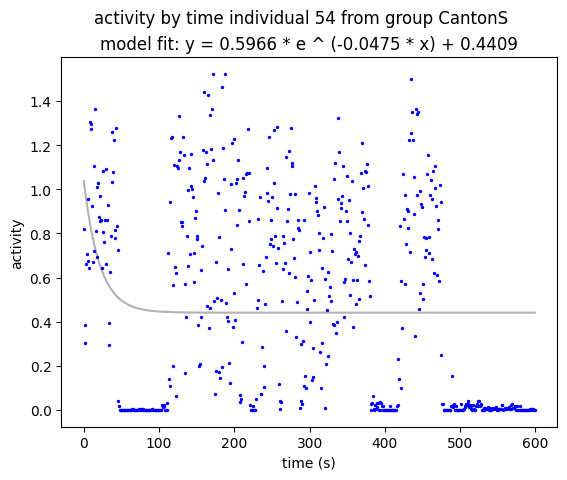 activity by time individual 54 from group CantonS
model fit: y = 0.5966 * e ^ (-0.0475 * x) + 0.4409
1.4
1.2
1.0
0.8
0.6
0.4
0.2
0.0
activity
0 100 200 300 400 500 600
time (s)